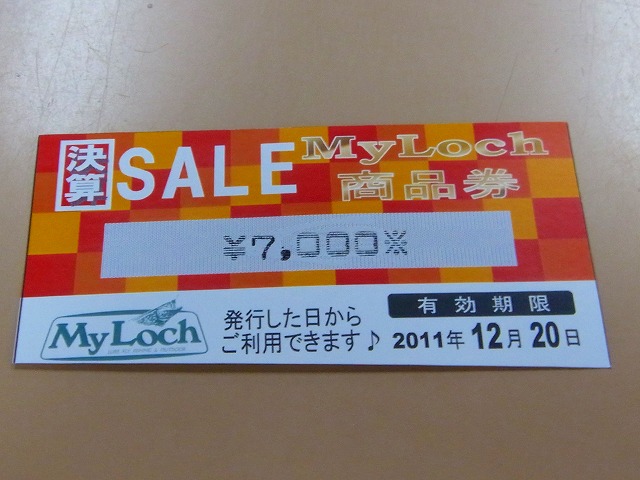 決算
SALE
MyLoch
商品券
¥7,000※
My Loch
発行した日から
ご利用できます♪
有効期限
2011年12月20日